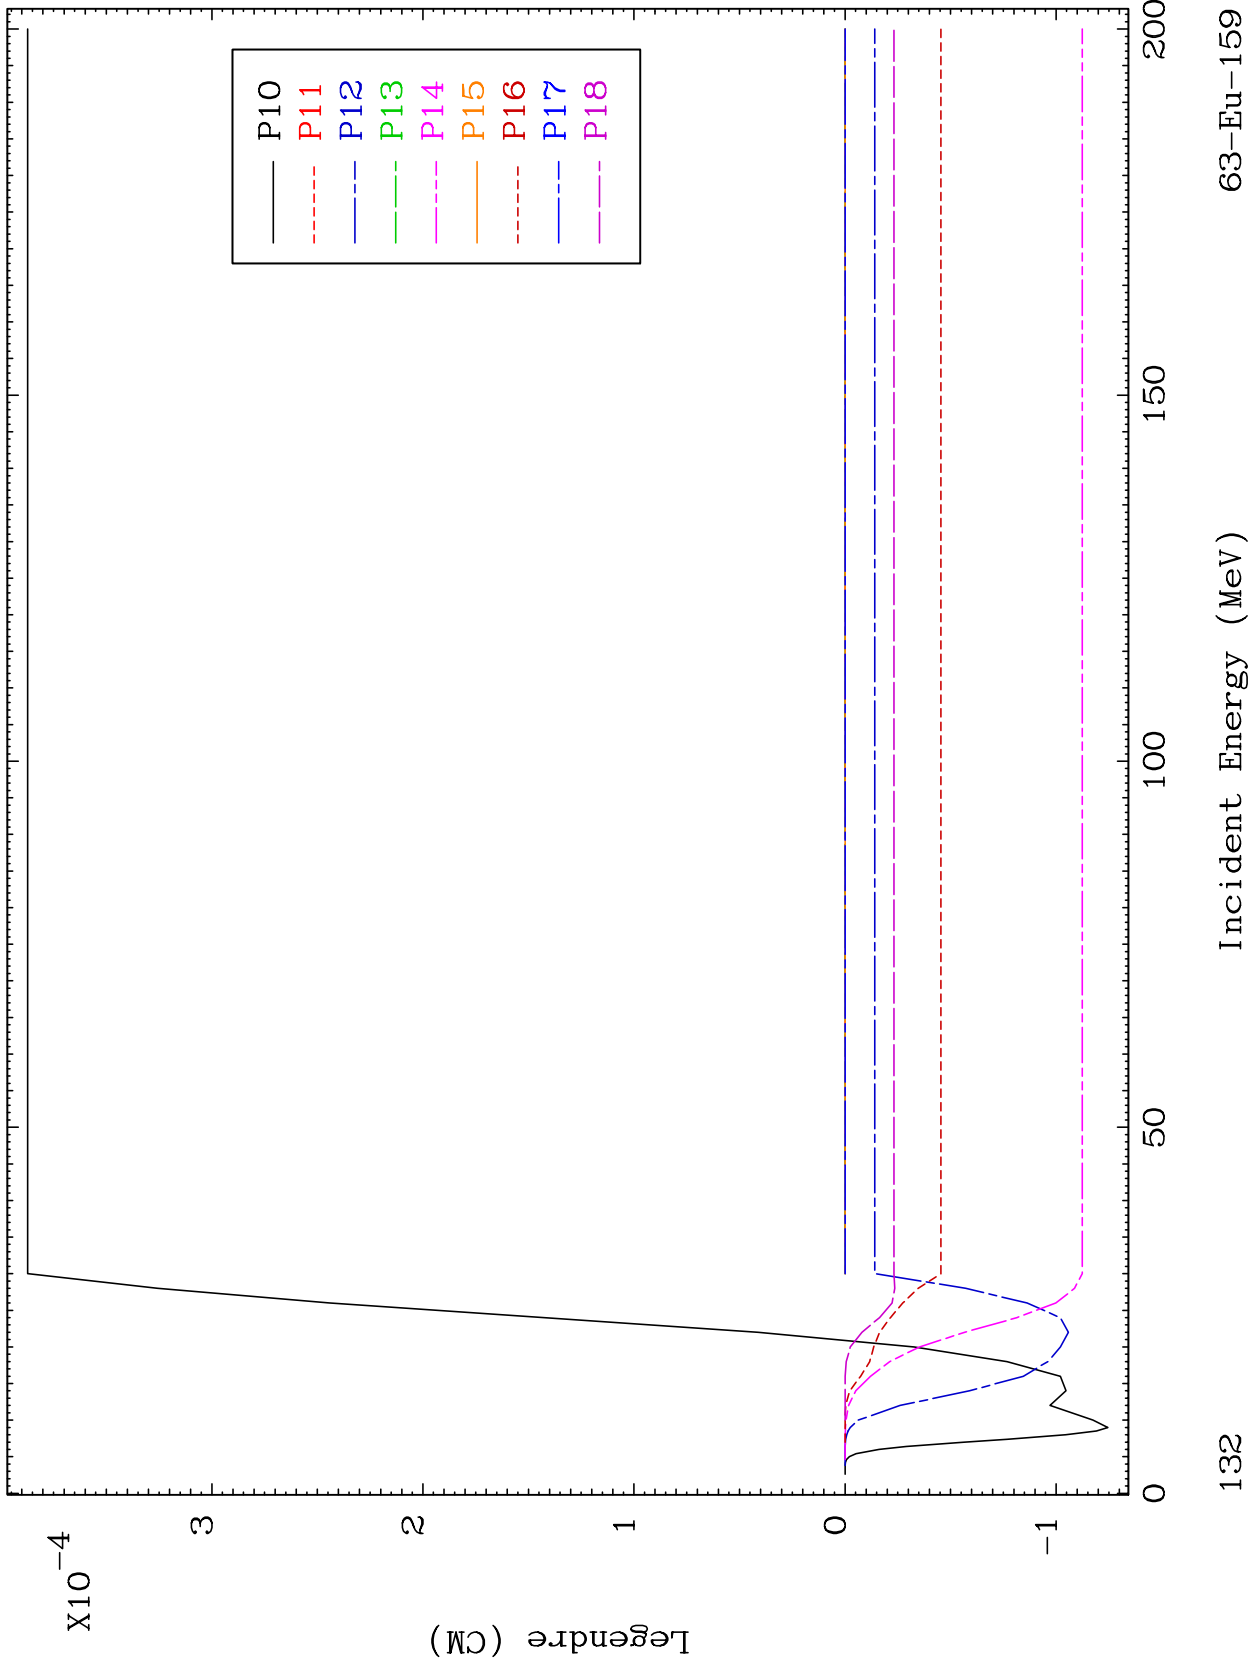 X10⁻⁴
Legendre (CM)
3
2
1
0
-1
0
50
100
150
200
Incident Energy (MeV)
P10
P11
P12
P13
P14
P15
P16
P17
P18
132
63-Eu-159